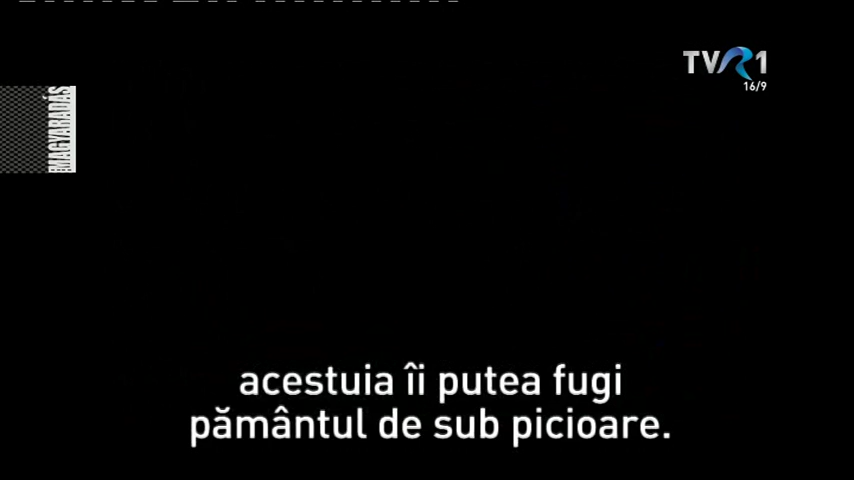 TVR1
16/9
MAGYARADÁS
acestuia îi putea fugi
pământul de sub picioare.